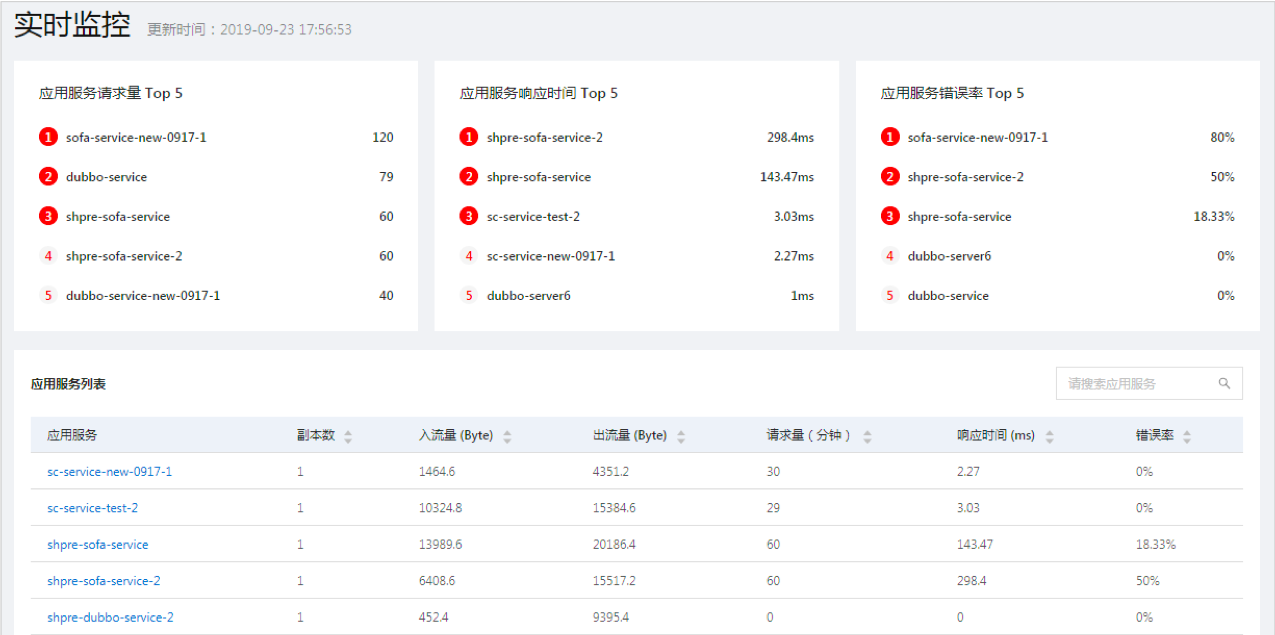 实时监控 更新时间：2019-09-23 17:56:53
应用服务请求量 Top 5
1 sofa-service-new-0917-1 120
2 dubbo-service 79
3 shpre-sofa-service 60
4 shpre-sofa-service-2 60
5 dubbo-service-new-0917-1 40
应用服务响应时间 Top 5
1 shpre-sofa-service-2 298.4ms
2 shpre-sofa-service 143.47ms
3 sc-service-test-2 3.03ms
4 sc-service-new-0917-1 2.27ms
5 dubbo-server6 1ms
应用服务错误率 Top 5
1 sofa-service-new-0917-1 80%
2 shpre-sofa-service-2 50%
3 shpre-sofa-service 18.33%
4 dubbo-server6 0%
5 dubbo-service 0%
应用服务列表 请搜索应用服务
应用服务 副本数 入流量 (Byte) 出流量 (Byte) 请求量（分钟） 响应时间 (ms) 错误率
sc-service-new-0917-1 1 1464.6 4351.2 30 2.27 0%
sc-service-test-2 1 10324.8 15384.6 29 3.03 0%
shpre-sofa-service 1 13989.6 20186.4 60 143.47 18.33%
shpre-sofa-service-2 1 6408.6 15517.2 60 298.4 50%
shpre-dubbo-service-2 1 452.4 9395.4 0 0 0%